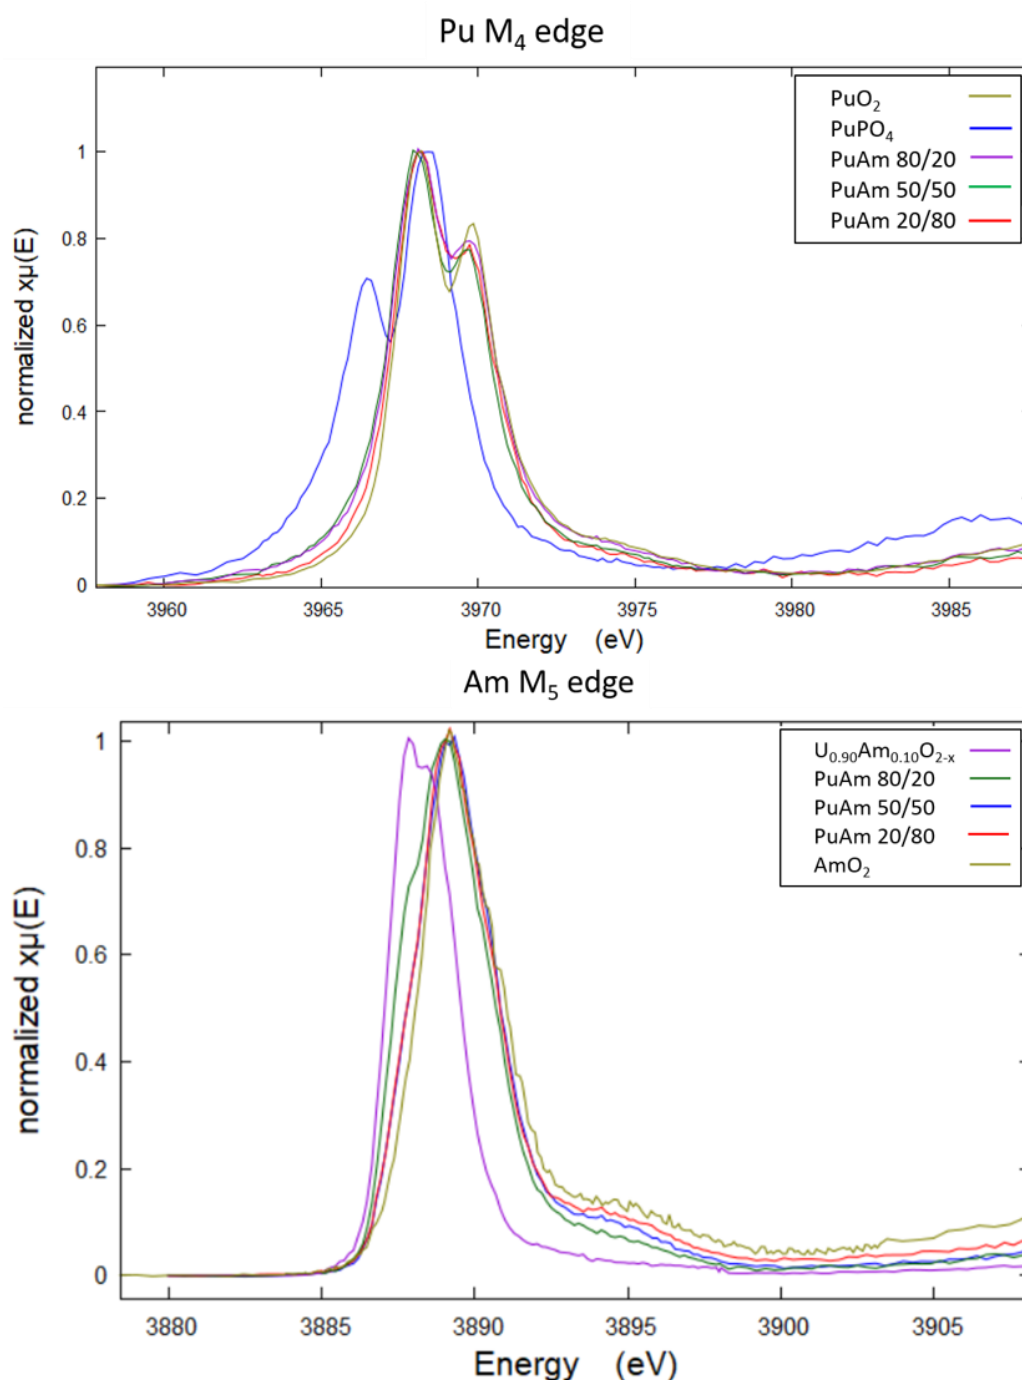 Pu M₄ edge
PuO₂
PuPO₄
PuAm 80/20
PuAm 50/50
PuAm 20/80
1
0.8
0.6
0.4
0.2
0
normalized xμ(E)
3960 3965 3970 3975 3980 3985
Energy (eV)
Am M₅ edge
U₀.₉₀Am₀.₁₀O₂₋ₓ
PuAm 80/20
PuAm 50/50
PuAm 20/80
AmO₂
1
0.8
0.6
0.4
0.2
0
normalized xμ(E)
3880 3885 3890 3895 3900 3905
Energy (eV)